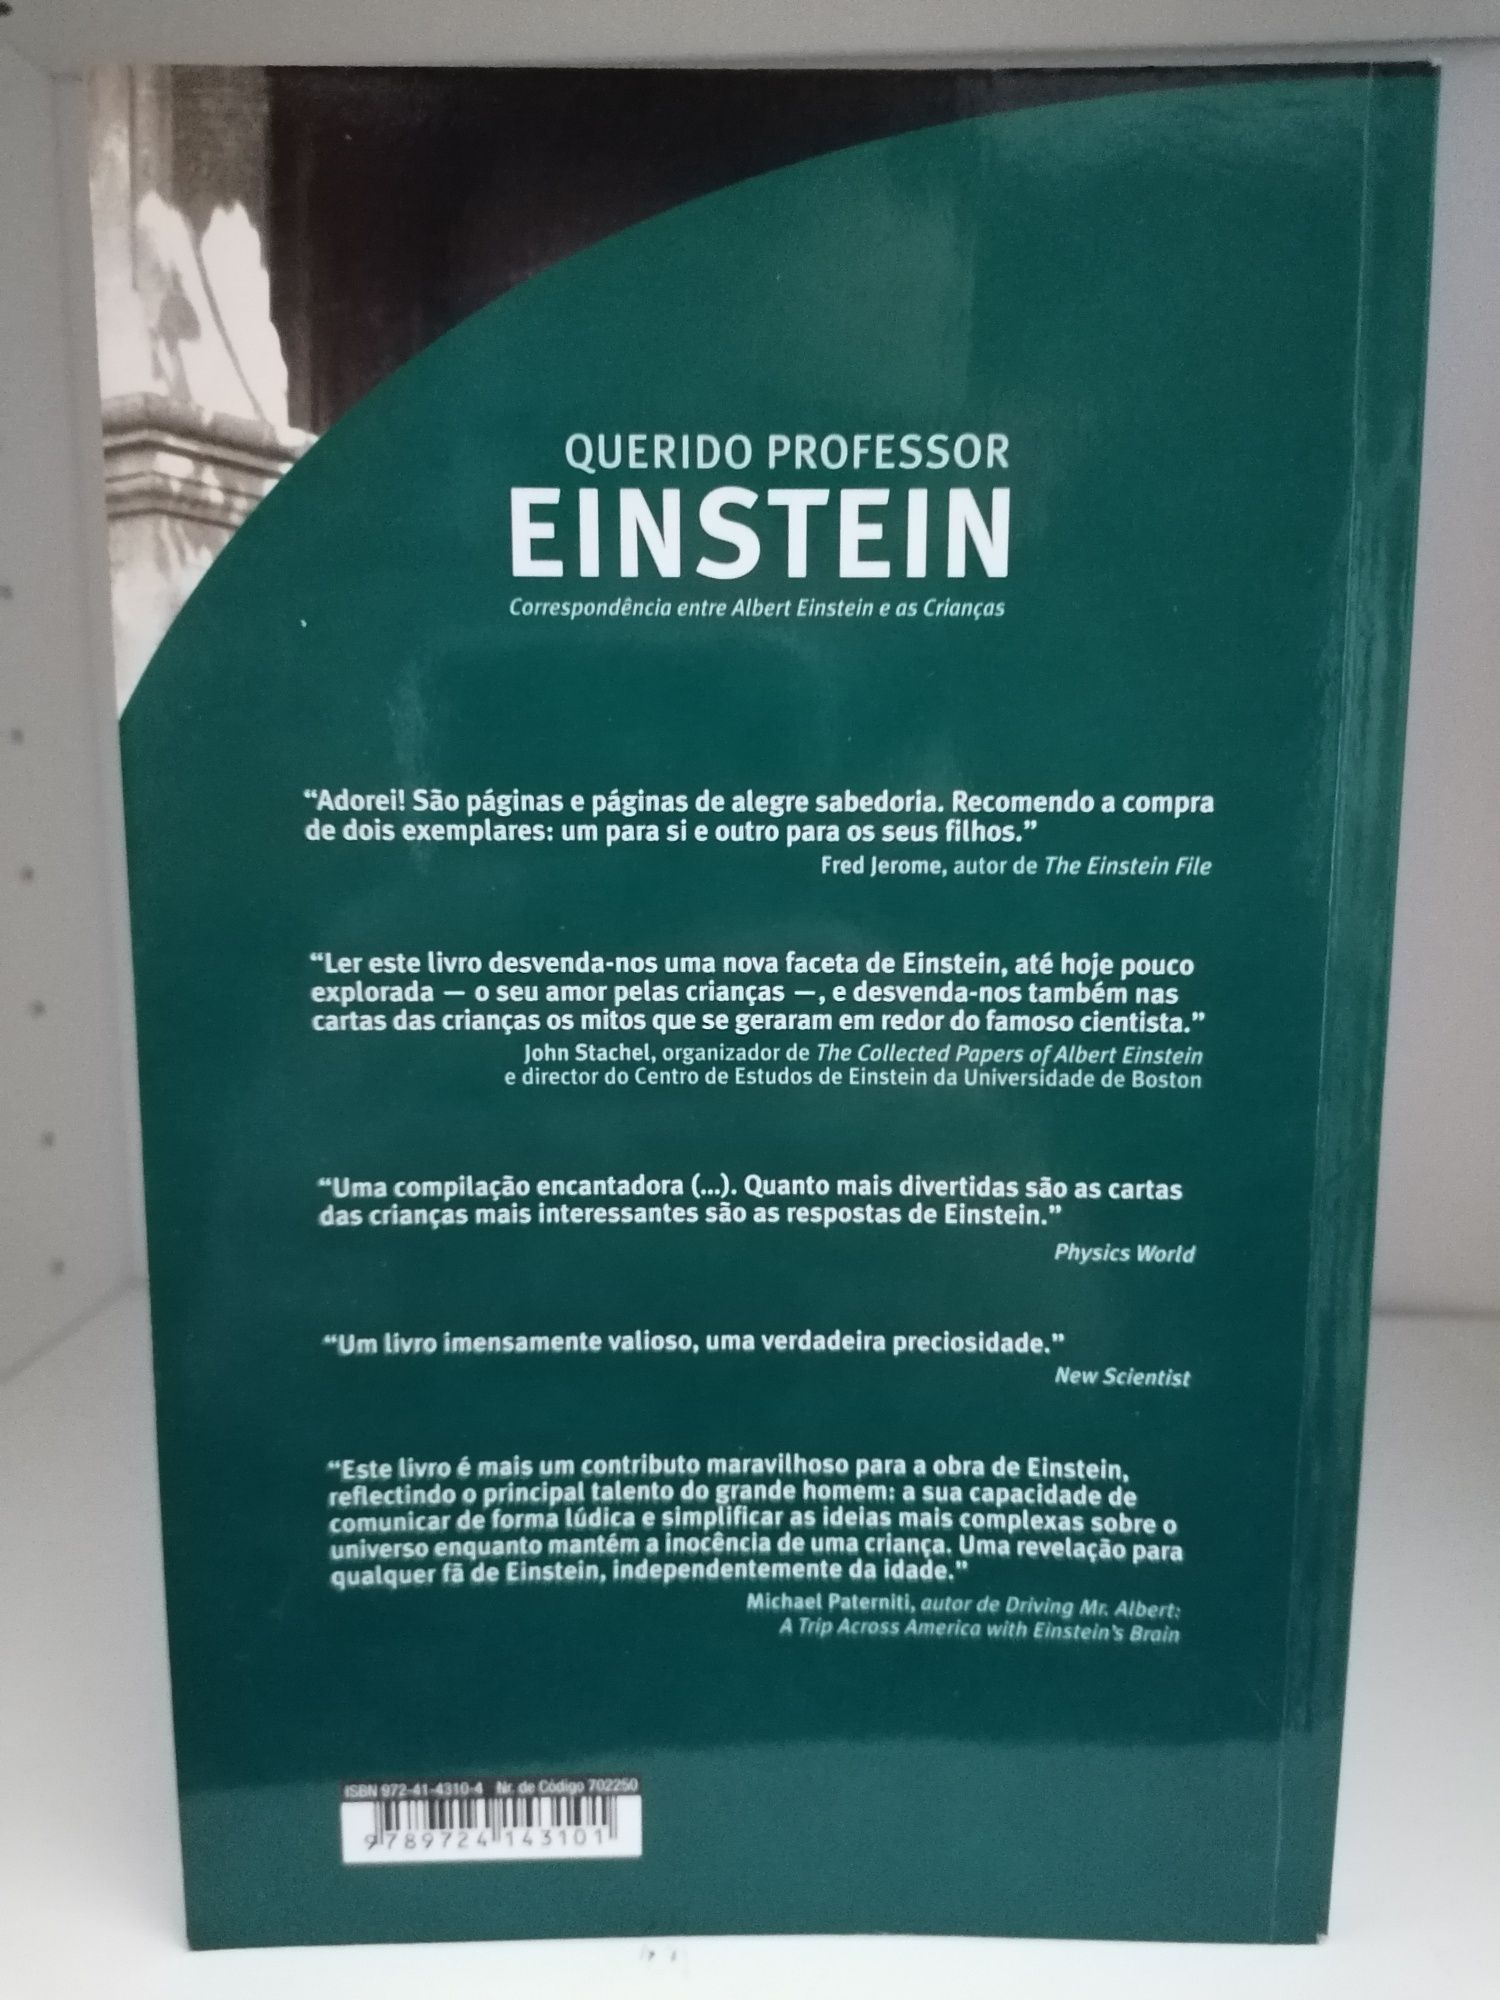 QUERIDO PROFESSOR
EINSTEIN
Correspondência entre Albert Einstein e as Crianças
“Adorei! São páginas e páginas de alegre sabedoria. Recomendo a compra
de dois exemplares: um para si e outro para os seus filhos.”
Fred Jerome, autor de The Einstein File
“Ler este livro desvenda-nos uma nova faceta de Einstein, até hoje pouco
explorada — o seu amor pelas crianças —, e desvenda-nos também nas
cartas das crianças os mitos que se geraram em redor do famoso cientista.”
John Stachel, organizador de The Collected Papers of Albert Einstein
e director do Centro de Estudos de Einstein da Universidade de Boston
“Uma compilação encantadora (...). Quanto mais divertidas são as cartas
das crianças mais interessantes são as respostas de Einstein.”
Physics World
“Um livro imensamente valioso, uma verdadeira preciosidade.”
New Scientist
“Este livro é mais um contributo maravilhoso para a obra de Einstein,
reflectindo o principal talento do grande homem: a sua capacidade de
comunicar de forma lúdica e simplificar as ideias mais complexas sobre o
universo enquanto mantém a inocência de uma criança. Uma revelação para
qualquer fã de Einstein, independentemente da idade.”
Michael Paterniti, autor de Driving Mr. Albert:
A Trip Across America with Einstein's Brain
ISBN 972-41-4310-4 Nr. de Código 702250
9789724143101